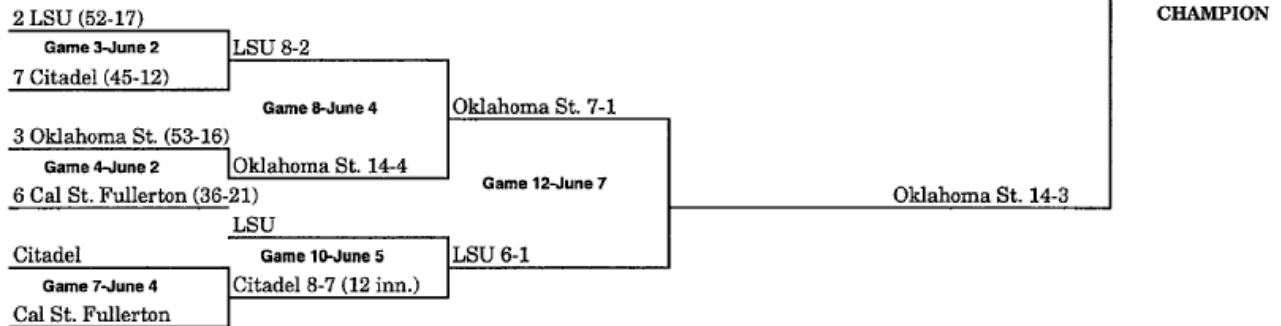 2 LSU (52-17)
CHAMPION
Game 3-June 2
LSU 8-2
7 Citadel (45-12)
Game 8-June 4
Oklahoma St. 7-1
3 Oklahoma St. (53-16)
Game 4-June 2
Oklahoma St. 14-4
Game 12-June 7
6 Cal St. Fullerton (36-21)
Oklahoma St. 14-3
LSU
Citadel
Game 10-June 5
LSU 6-1
Game 7-June 4
Citadel 8-7 (12 inn.)
Cal St. Fullerton